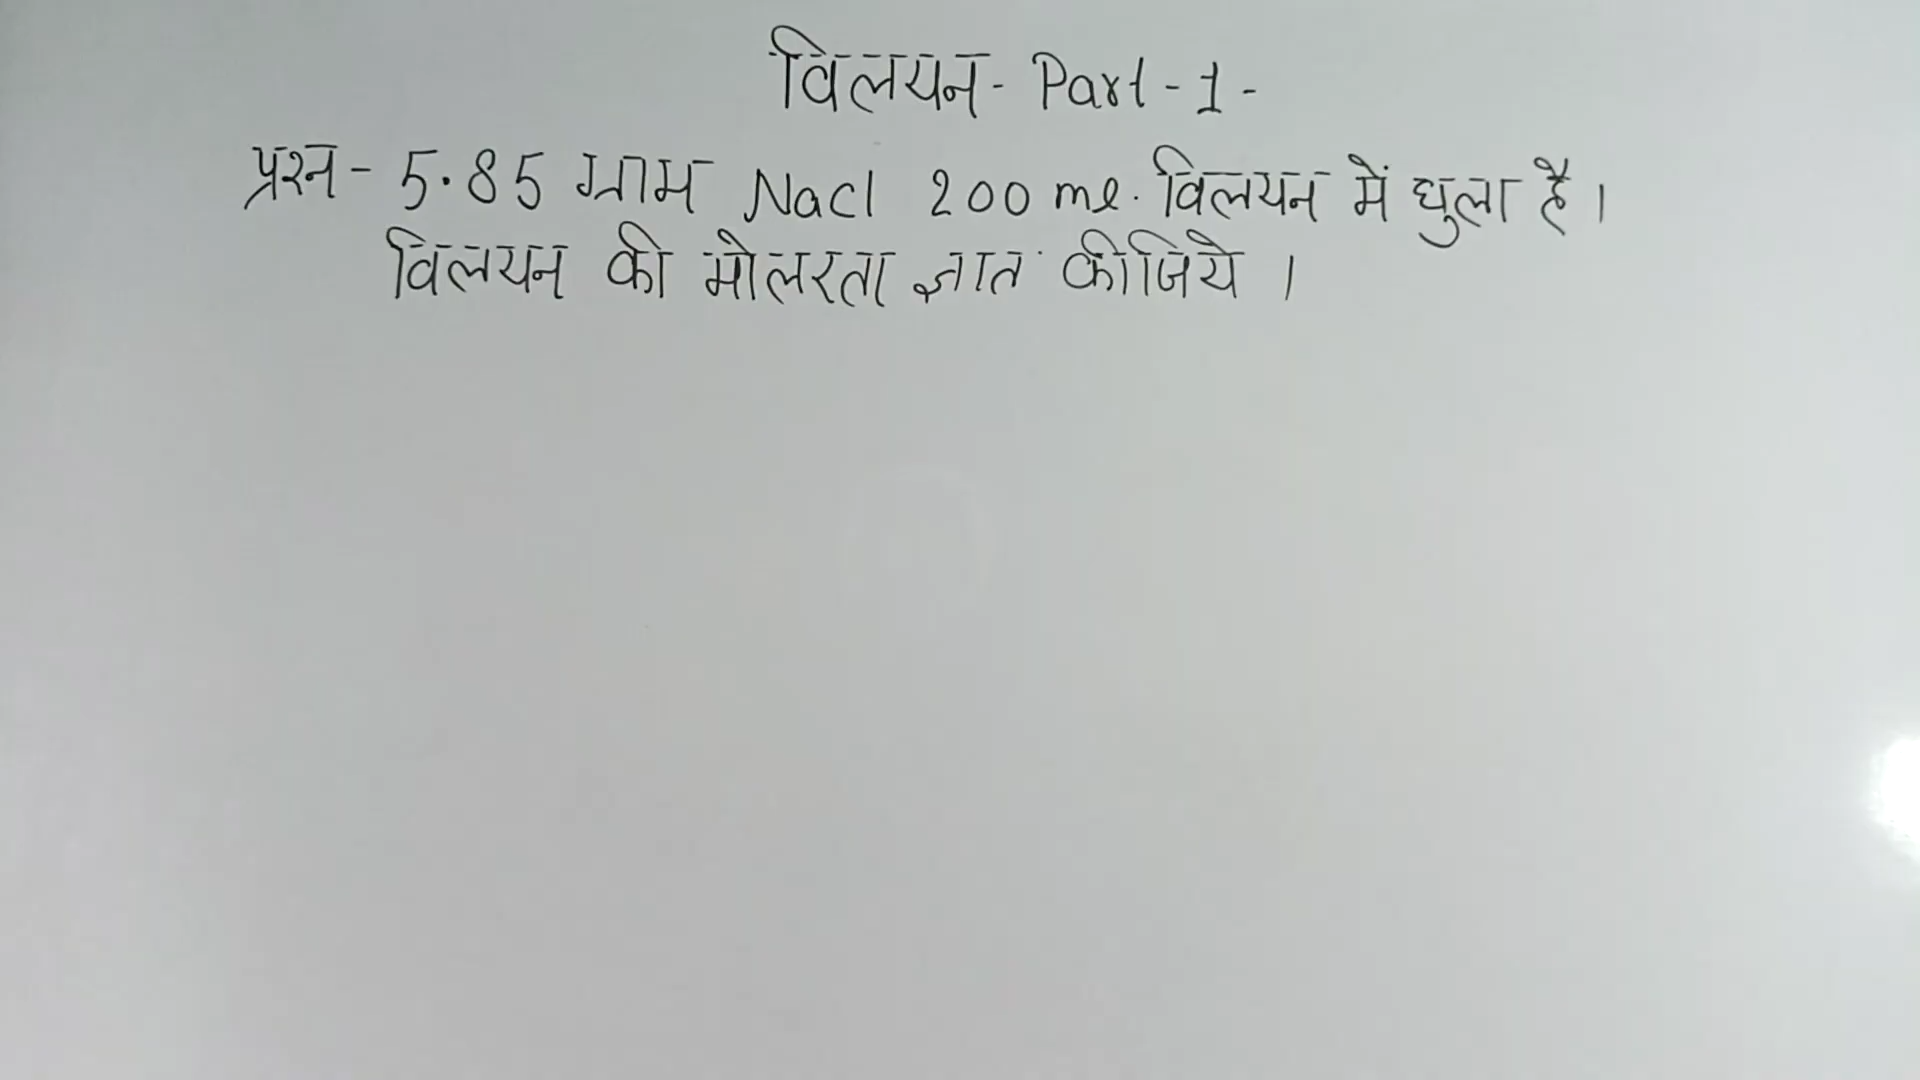 विलयन - Part - 1 -
प्रश्न - 5.85 ग्राम NaCl 200 ml. विलयन में घुला है।
विलयन की मोलरता ज्ञात कीजिये।